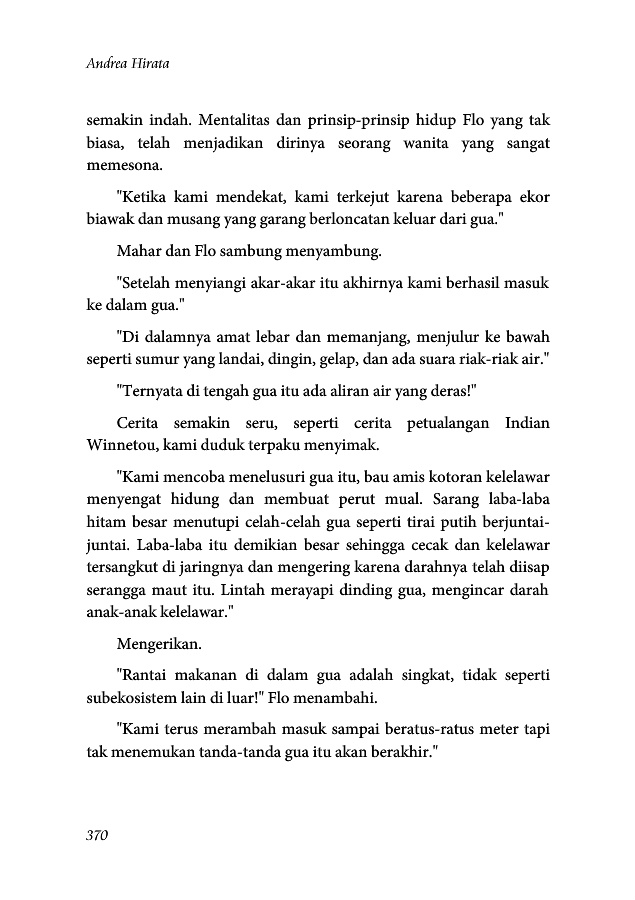 Andrea Hirata
semakin indah. Mentalitas dan prinsip-prinsip hidup Flo yang tak
biasa, telah menjadikan dirinya seorang wanita yang sangat
memesona.
"Ketika kami mendekat, kami terkejut karena beberapa ekor
biawak dan musang yang garang berloncatan keluar dari gua."
Mahar dan Flo sambung menyambung.
"Setelah menyiangi akar-akar itu akhirnya kami berhasil masuk
ke dalam gua."
"Di dalamnya amat lebar dan memanjang, menjulur ke bawah
seperti sumur yang landai, dingin, gelap, dan ada suara riak-riak air."
"Ternyata di tengah gua itu ada aliran air yang deras!"
Cerita semakin seru, seperti cerita petualangan Indian
Winnetou, kami duduk terpaku menyimak.
"Kami mencoba menelusuri gua itu, bau amis kotoran kelelawar
menyengat hidung dan membuat perut mual. Sarang laba-laba
hitam besar menutupi celah-celah gua seperti tirai putih berjuntai-
juntai. Laba-laba itu demikian besar sehingga cecak dan kelelawar
tersangkut di jaringnya dan mengering karena darahnya telah diisap
serangga maut itu. Lintah merayapi dinding gua, mengincar darah
anak-anak kelelawar."
Mengerikan.
"Rantai makanan di dalam gua adalah singkat, tidak seperti
subekosistem lain di luar!" Flo menambahi.
"Kami terus merambah masuk sampai beratus-ratus meter tapi
tak menemukan tanda-tanda gua itu akan berakhir."
370